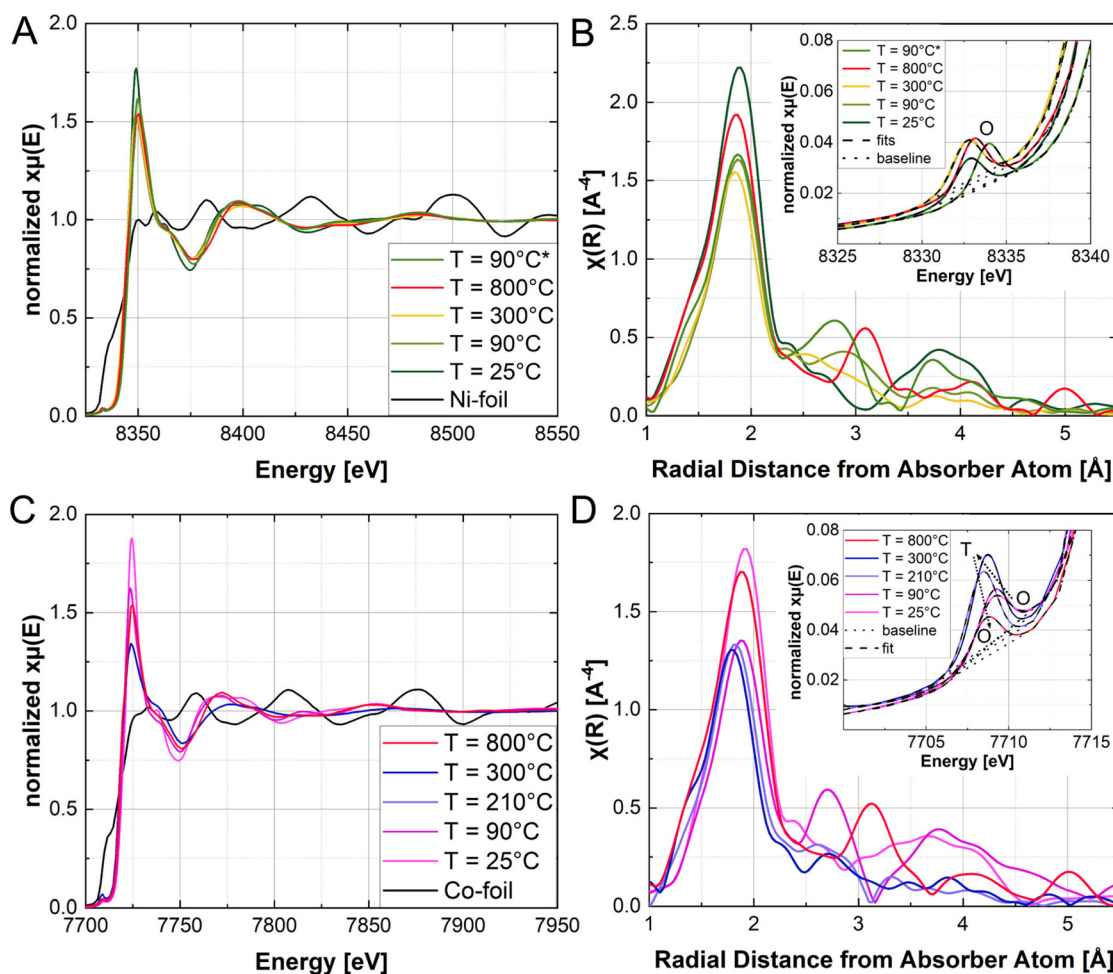 A
normalized xμ(E)
2.0
1.5
1.0
0.5
0.0
T = 90°C*
T = 800°C
T = 300°C
T = 90°C
T = 25°C
Ni-foil
8350 8400 8450 8500 8550
Energy [eV]
B
χ(R) [A⁻⁴]
2.5
2.0
1.5
1.0
0.5
0.0
T = 90°C*
T = 800°C
T = 300°C
T = 90°C
T = 25°C
fits
baseline
O
normalized xμ(E)
0.08
0.06
0.04
0.02
8325 8330 8335 8340
Energy [eV]
1 2 3 4 5
Radial Distance from Absorber Atom [Å]
C
normalized xμ(E)
2.0
1.5
1.0
0.5
0.0
T = 800°C
T = 300°C
T = 210°C
T = 90°C
T = 25°C
Co-foil
7700 7750 7800 7850 7900 7950
Energy [eV]
D
χ(R) [A⁻⁴]
2.0
1.5
1.0
0.5
0.0
T = 800°C
T = 300°C
T = 210°C
T = 90°C
T = 25°C
baseline
fit
T
O
O
normalized xμ(E)
0.08
0.06
0.04
0.02
7705 7710 7715
Energy [eV]
1 2 3 4 5
Radial Distance from Absorber Atom [Å]